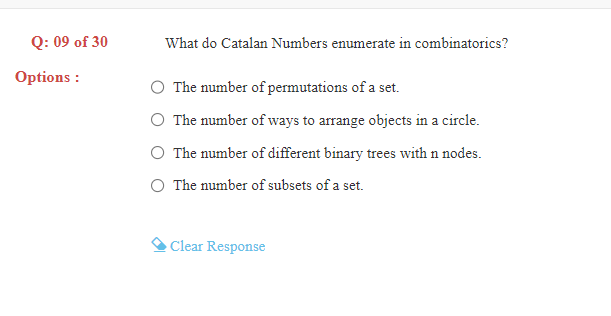 Q: 09 of 30
What do Catalan Numbers enumerate in combinatorics?
Options :
The number of permutations of a set.
The number of ways to arrange objects in a circle.
The number of different binary trees with n nodes.
The number of subsets of a set.
Clear Response